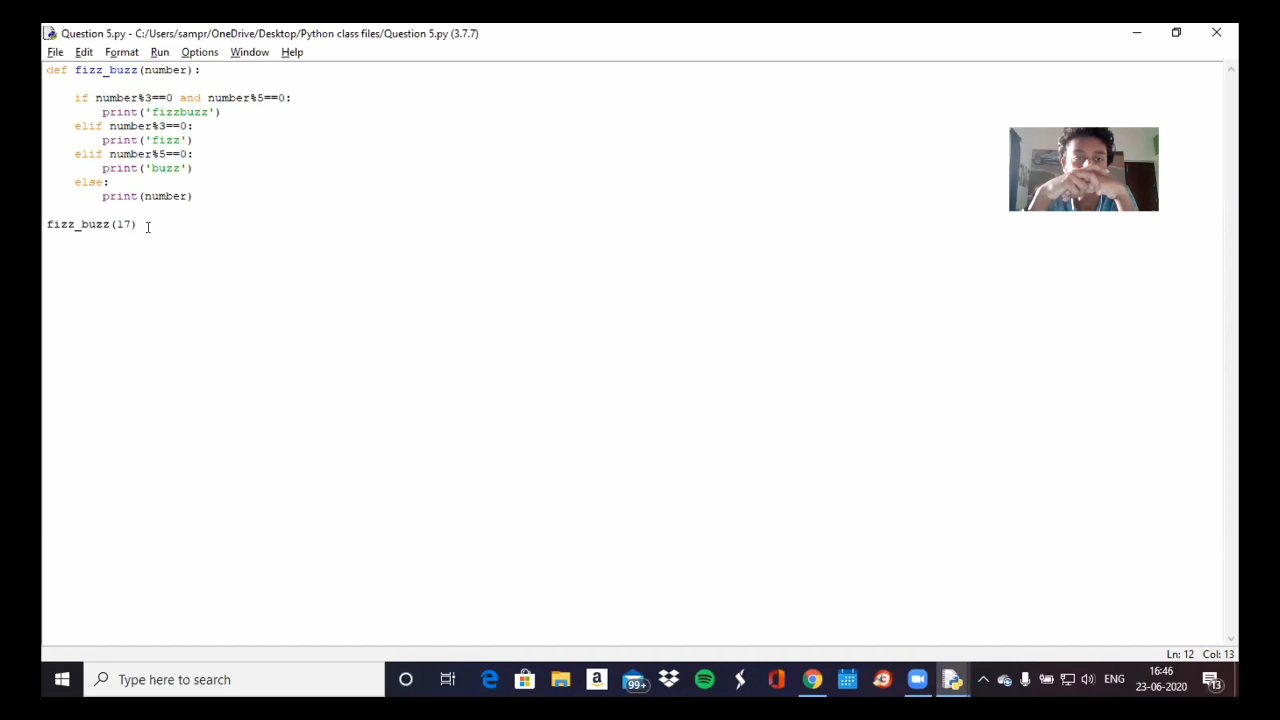 Question 5.py - C:/Users/sampr/OneDrive/Desktop/Python class files/Question 5.py (3.7.7)
File Edit Format Run Options Window Help
def fizz_buzz(number):
if number%3==0 and number%5==0:
print('fizzbuzz')
elif number%3==0:
print('fizz')
elif number%5==0:
print('buzz')
else:
print(number)
fizz_buzz(17)
Ln: 12 Col: 13
Type here to search
99+
ENG
16:46
23-06-2020
13